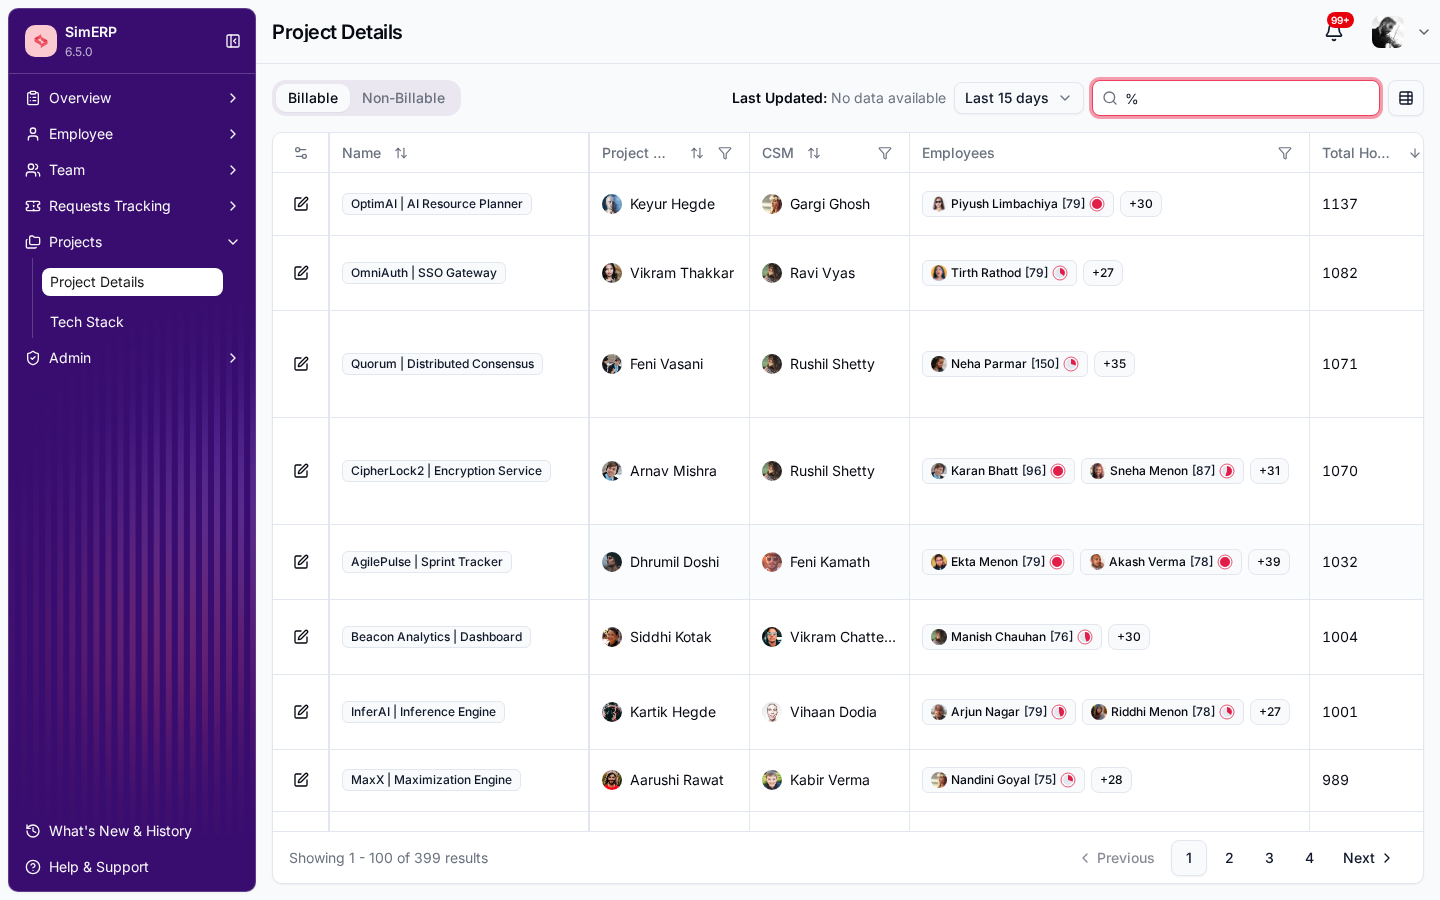 SimERP
6.5.0
Overview
Employee
Team
Requests Tracking
Projects
Project Details
Tech Stack
Admin
What's New & History
Help & Support
Project Details
99+
Billable
Non-Billable
Last Updated: No data available
Last 15 days
%
Name
Project ...
CSM
Employees
Total Ho...
OptimAI | AI Resource Planner
Keyur Hegde
Gargi Ghosh
Piyush Limbachiya [79]
+30
1137
OmniAuth | SSO Gateway
Vikram Thakkar
Ravi Vyas
Tirth Rathod [79]
+27
1082
Quorum | Distributed Consensus
Feni Vasani
Rushil Shetty
Neha Parmar [150]
+35
1071
CipherLock2 | Encryption Service
Arnav Mishra
Rushil Shetty
Karan Bhatt [96]
Sneha Menon [87]
+31
1070
AgilePulse | Sprint Tracker
Dhrumil Doshi
Feni Kamath
Ekta Menon [79]
Akash Verma [78]
+39
1032
Beacon Analytics | Dashboard
Siddhi Kotak
Vikram Chatte...
Manish Chauhan [76]
+30
1004
InferAI | Inference Engine
Kartik Hegde
Vihaan Dodia
Arjun Nagar [79]
Riddhi Menon [78]
+27
1001
MaxX | Maximization Engine
Aarushi Rawat
Kabir Verma
Nandini Goyal [75]
+28
989
Showing 1 - 100 of 399 results
Previous
1
2
3
4
Next